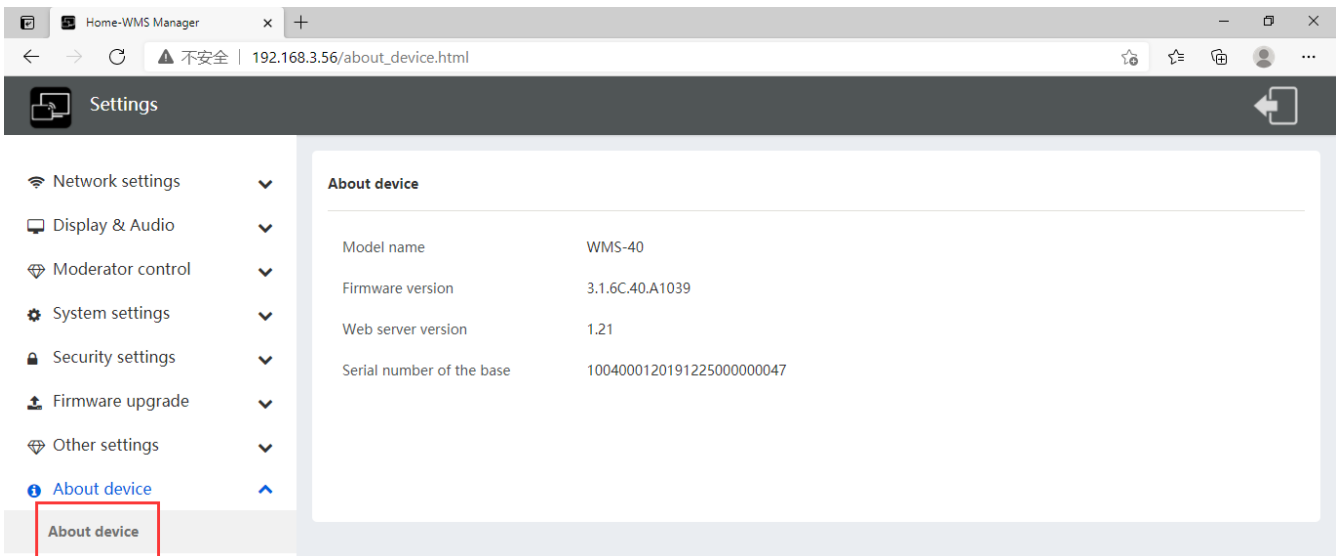 Home-WMS Manager
不安全 | 192.168.3.56/about_device.html
Settings
Network settings
Display & Audio
Moderator control
System settings
Security settings
Firmware upgrade
Other settings
About device
About device
About device
Model name WMS-40
Firmware version 3.1.6C.40.A1039
Web server version 1.21
Serial number of the base 1004000120191225000000047